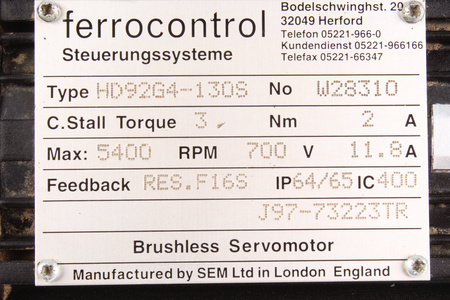 ferrocontrol
Steuerungssysteme
Bodelschwinghst. 20
32049 Herford
Telefon 05221-966-0
Kundendienst 05221-966166
Telefax 05221-66347
Type HD92G4-130S No W28310
C.Stall Torque 3 Nm 2 A
Max: 5400 RPM 700 V 11.8 A
Feedback RES.F16S IP64/65 IC400
J97-73223TR
Brushless Servomotor
Manufactured by SEM Ltd in London England